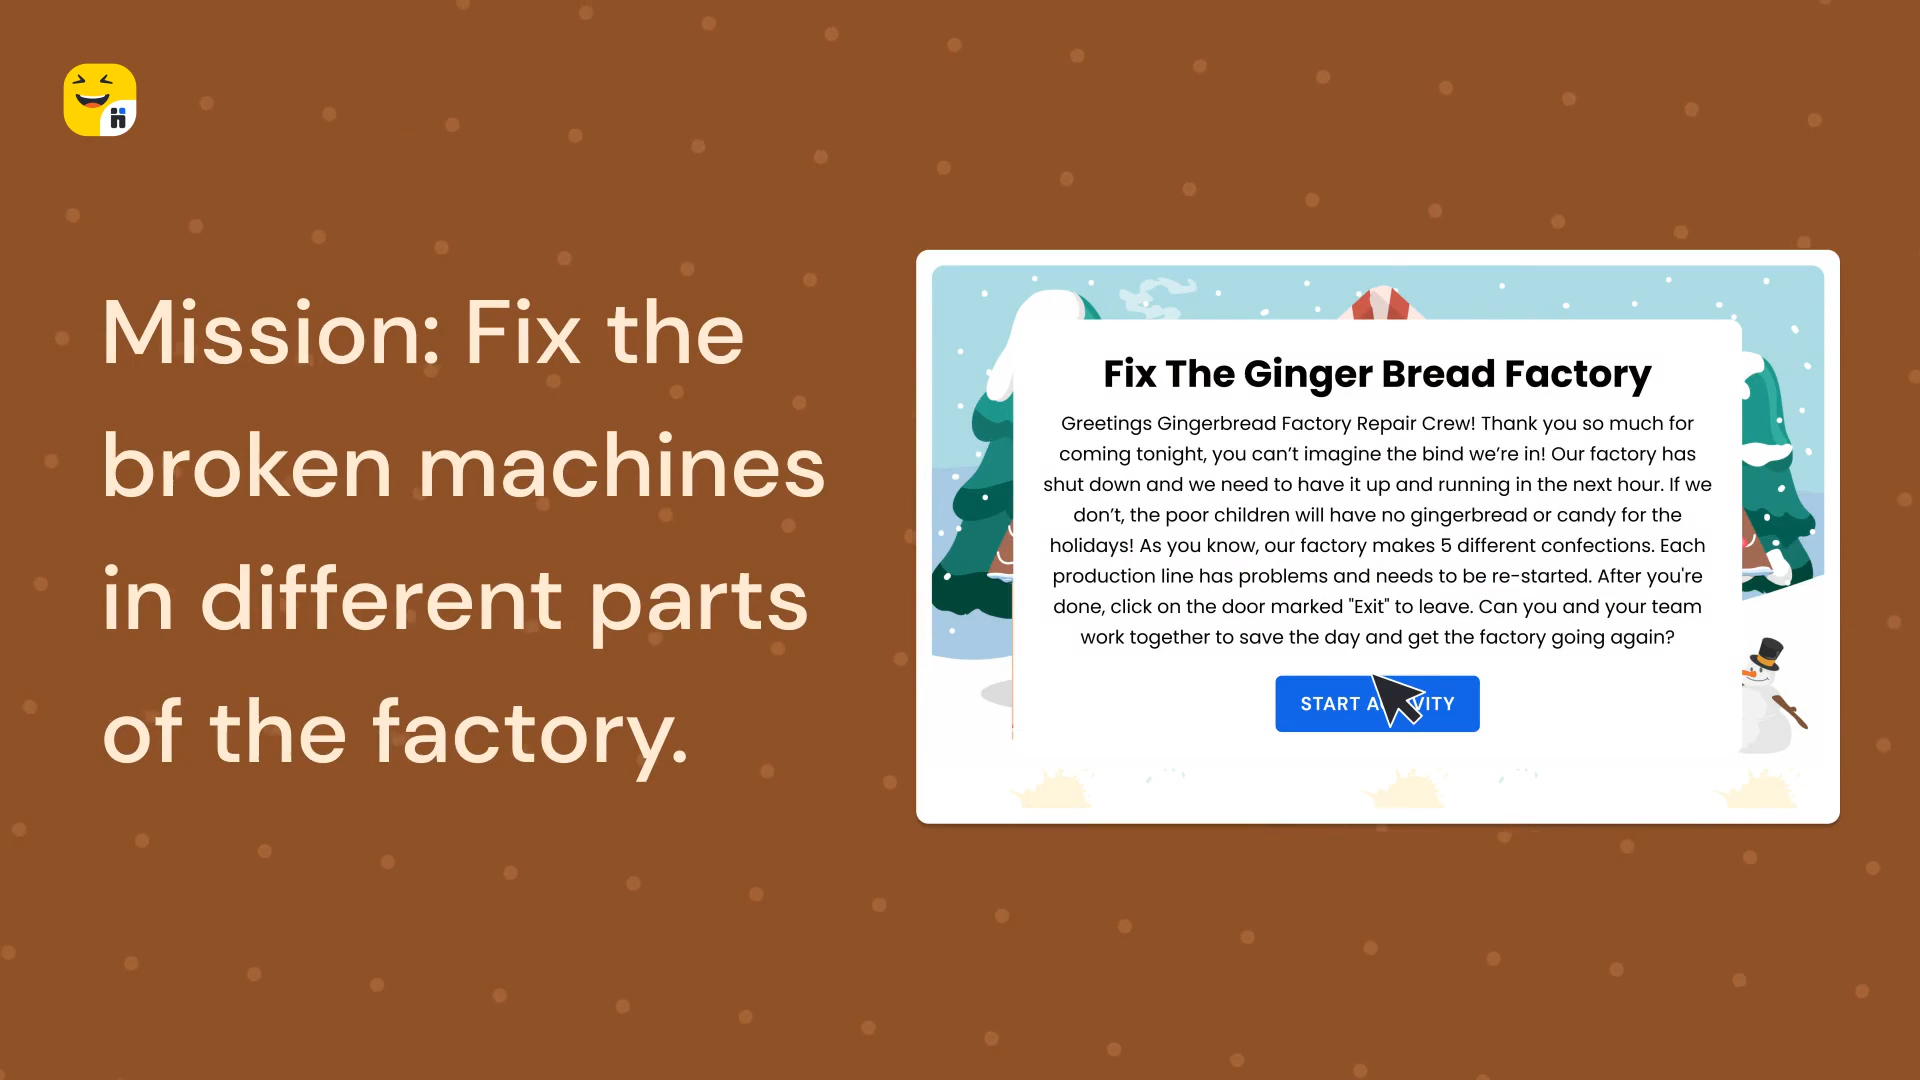 Mission: Fix the
broken machines
in different parts
of the factory.
Fix The Ginger Bread Factory
Greetings Gingerbread Factory Repair Crew! Thank you so much for
coming tonight, you can’t imagine the bind we’re in! Our factory has
shut down and we need to have it up and running in the next hour. If we
don’t, the poor children will have no gingerbread or candy for the
holidays! As you know, our factory makes 5 different confections. Each
production line has problems and needs to be re-started. After you're
done, click on the door marked "Exit" to leave. Can you and your team
work together to save the day and get the factory going again?
START ACTIVITY